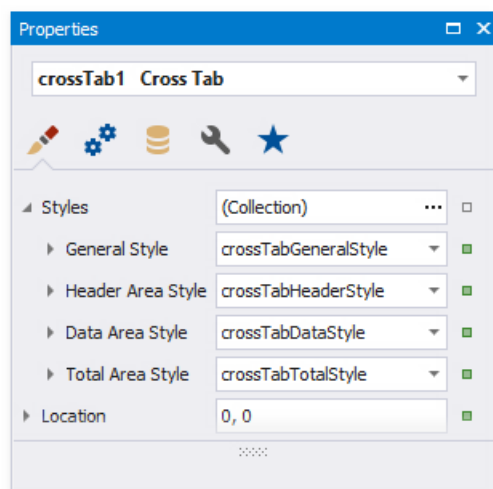 Properties
crossTab1 Cross Tab
Styles (Collection) ...
General Style crossTabGeneralStyle
Header Area Style crossTabHeaderStyle
Data Area Style crossTabDataStyle
Total Area Style crossTabTotalStyle
Location 0, 0